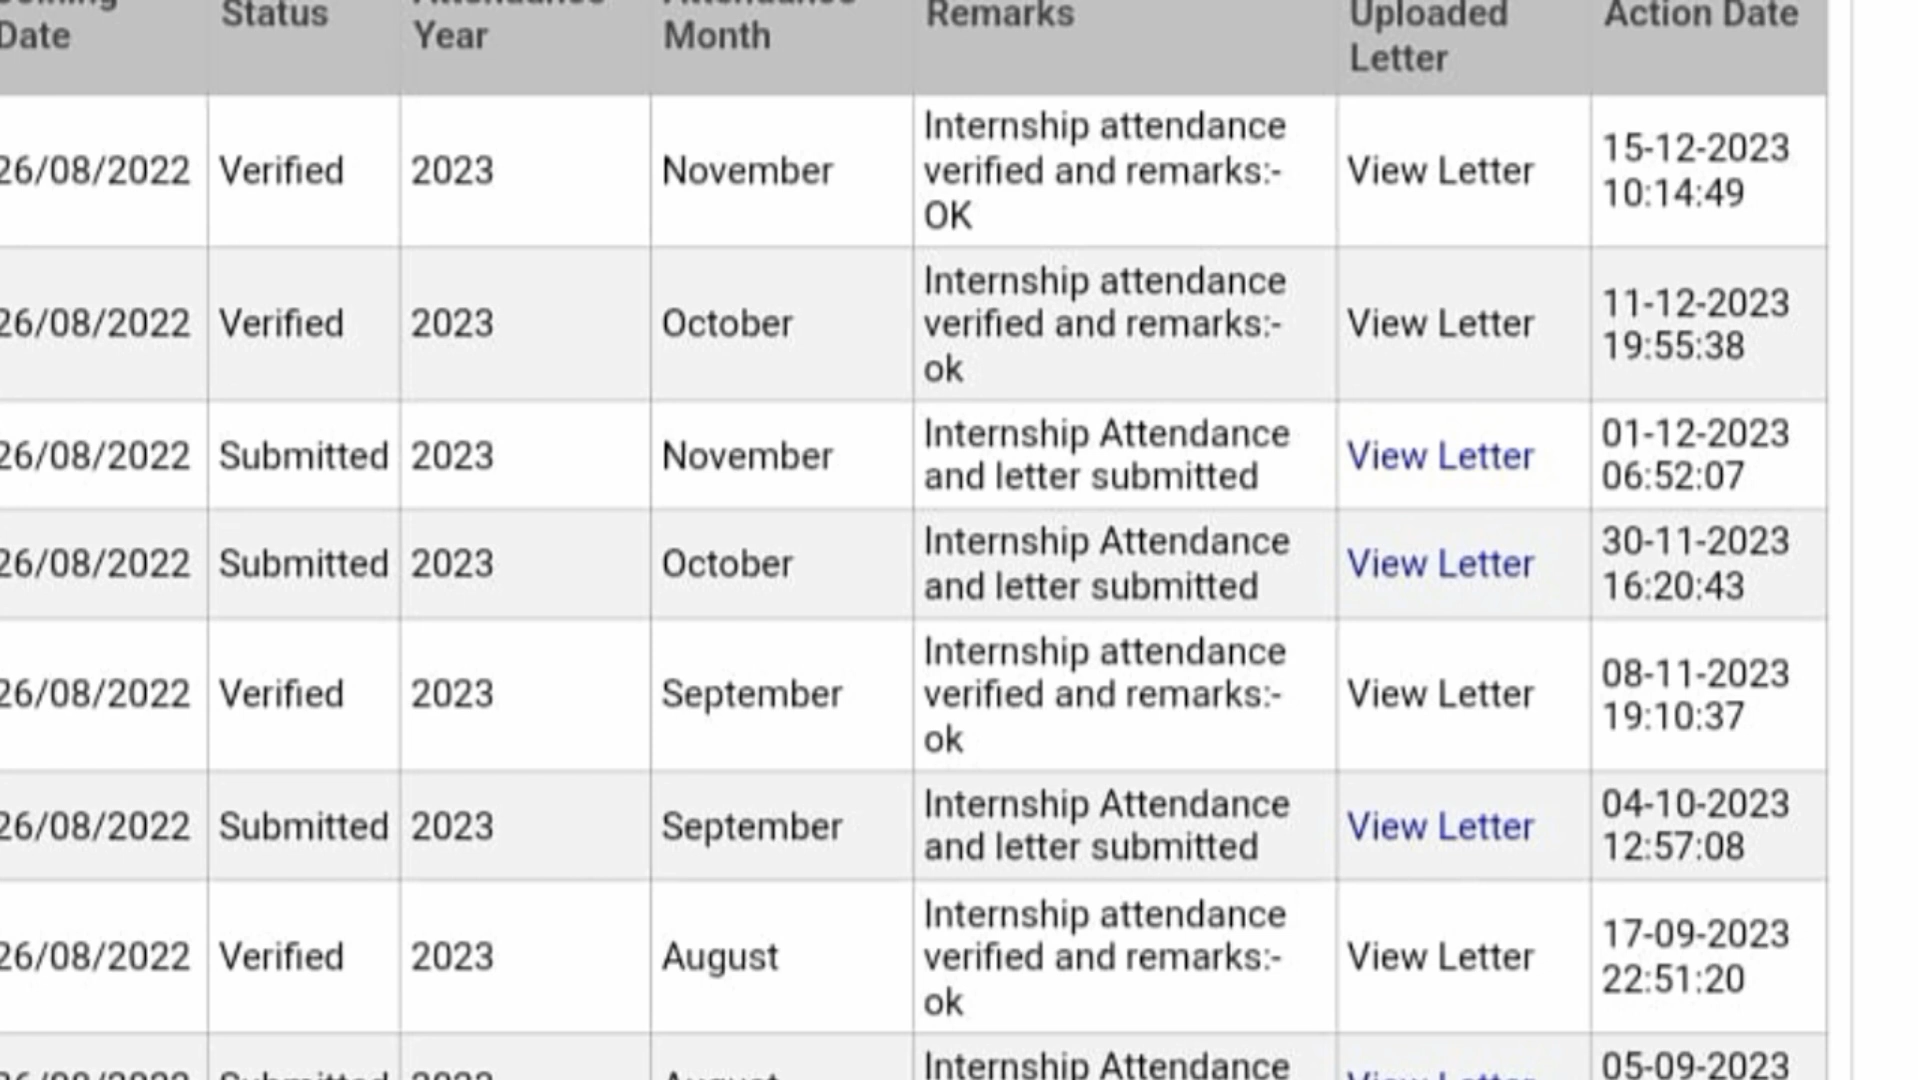 Date
Status
Year
Month
Remarks
Uploaded
Letter
Action Date
26/08/2022 Verified 2023 November Internship attendance
verified and remarks:-
OK
View Letter 15-12-2023
10:14:49
26/08/2022 Verified 2023 October Internship attendance
verified and remarks:-
ok
View Letter 11-12-2023
19:55:38
26/08/2022 Submitted 2023 November Internship Attendance
and letter submitted
View Letter 01-12-2023
06:52:07
26/08/2022 Submitted 2023 October Internship Attendance
and letter submitted
View Letter 30-11-2023
16:20:43
26/08/2022 Verified 2023 September Internship attendance
verified and remarks:-
ok
View Letter 08-11-2023
19:10:37
26/08/2022 Submitted 2023 September Internship Attendance
and letter submitted
View Letter 04-10-2023
12:57:08
26/08/2022 Verified 2023 August Internship attendance
verified and remarks:-
ok
View Letter 17-09-2023
22:51:20
Internship Attendance
05-09-2023